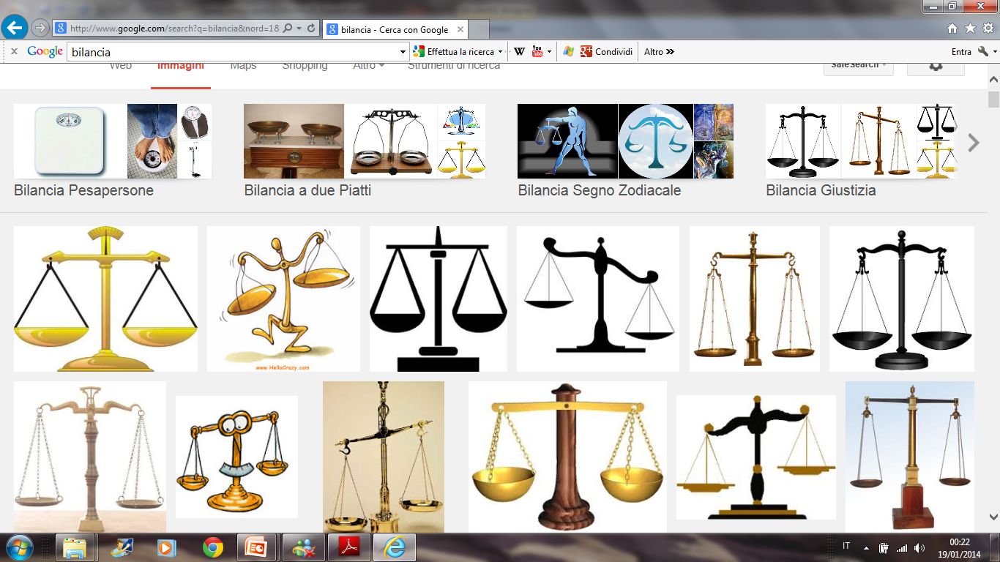 http://www.google.com/search?q=bilancia&nord=18
bilancia - Cerca con Google
Google bilancia Effettua la ricerca W You Tube Condividi Altro Entra
Web Immagini Maps Shopping Altro Strumenti di ricerca SafeSearch
Bilancia Pesapersone
Bilancia a due Piatti
Bilancia Segno Zodiacale
Bilancia Giustizia
www.HelloCrazy.com
IT
00:22
19/01/2014